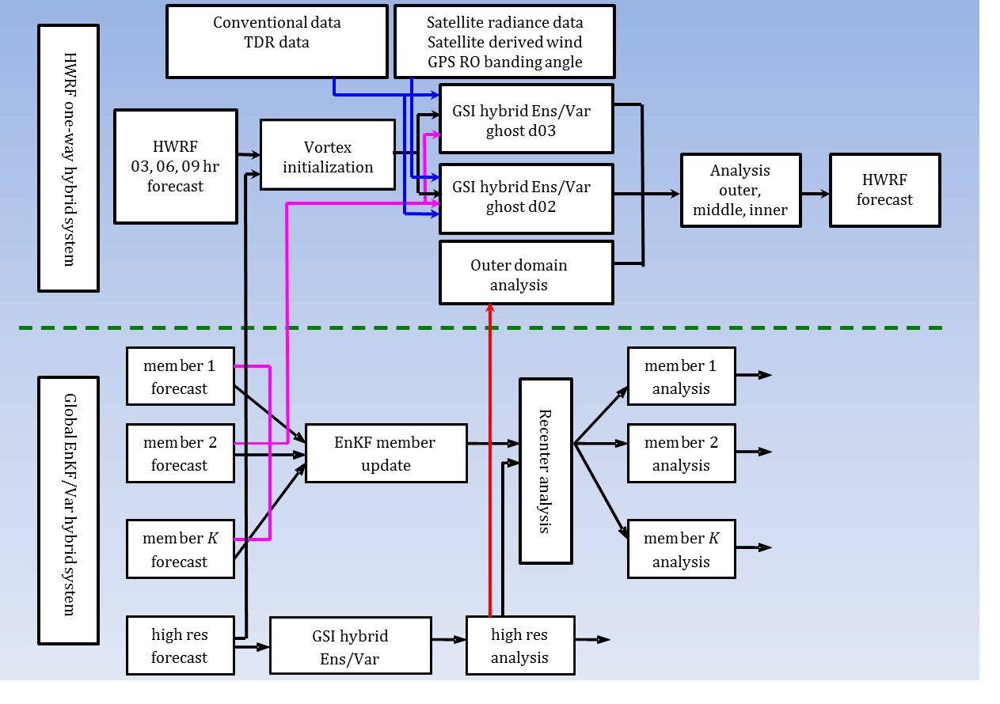 HWRF one-way hybrid system
Conventional data
TDR data
Satellite radiance data
Satellite derived wind
GPS RO banding angle
HWRF
03, 06, 09 hr
forecast
Vortex
initialization
GSI hybrid Ens/Var
ghost d03
GSI hybrid Ens/Var
ghost d02
Outer domain
analysis
Analysis
outer,
middle, inner
HWRF
forecast
Global EnKF/Var hybrid system
member 1
forecast
member 2
forecast
member K
forecast
high res
forecast
EnKF member
update
GSI hybrid
Ens/Var
high res
analysis
Recenter analysis
member 1
analysis
member 2
analysis
member K
analysis